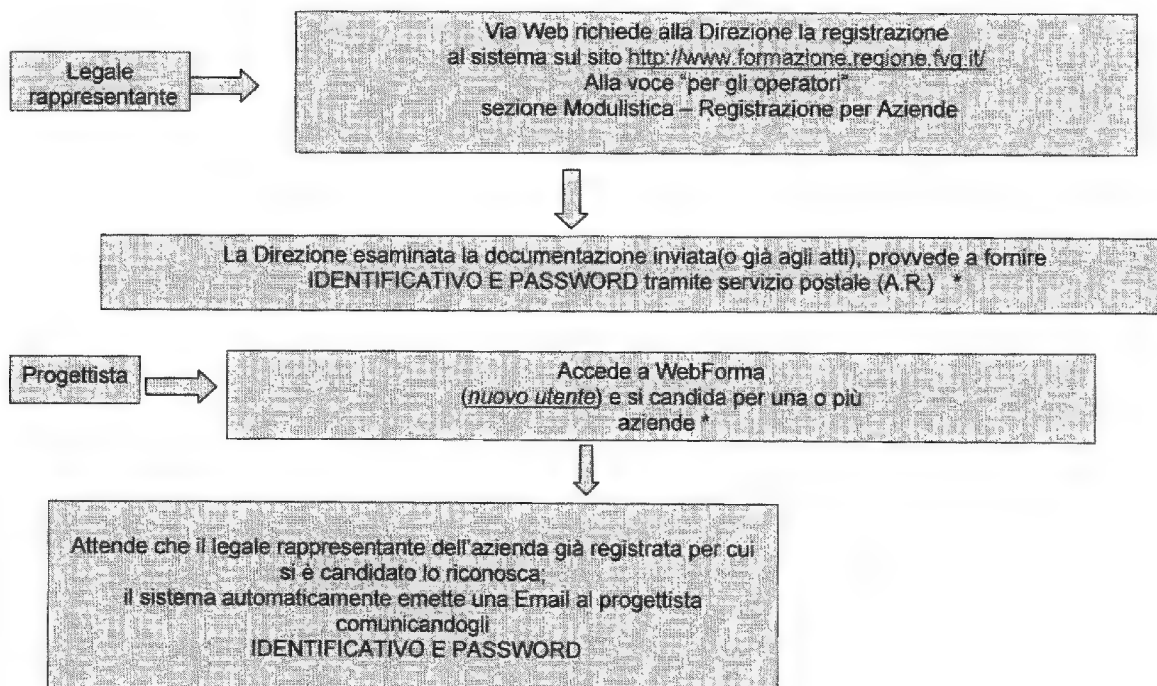 Legale
rappresentante
Via Web richiede alla Direzione la registrazione
al sistema sul sito http://www.formazione.regione.fvg.it/
Alla voce "per gli operatori"
sezione Modulistica – Registrazione per Aziende
La Direzione esaminata la documentazione inviata(o già agli atti), provvede a fornire
IDENTIFICATIVO E PASSWORD tramite servizio postale (A.R.) *
Progettista
Accede a WebForma
(nuovo utente) e si candida per una o più
aziende *
Attende che il legale rappresentante dell'azienda già registrata per cui
si è candidato lo riconosca;
il sistema automaticamente emette una Email al progettista
comunicandogli
IDENTIFICATIVO E PASSWORD